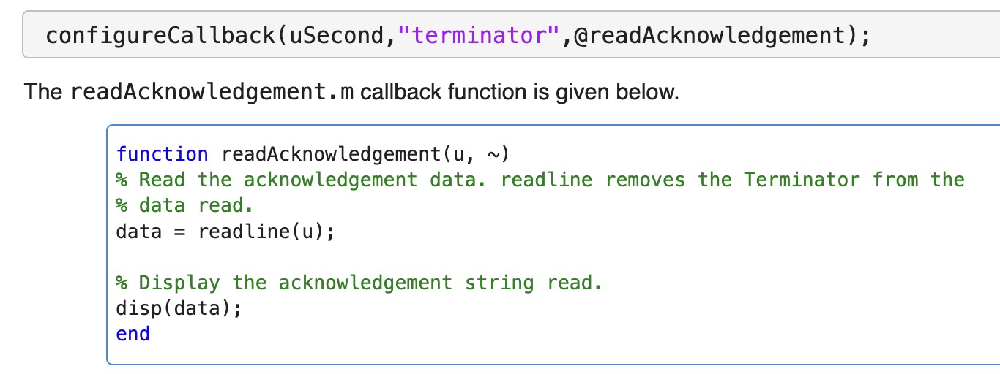 configureCallback(uSecond,"terminator",@readAcknowledgement);
The readAcknowledgement.m callback function is given below.
function readAcknowledgement(u, ~)
% Read the acknowledgement data. readline removes the Terminator from the
% data read.
data = readline(u);
% Display the acknowledgement string read.
disp(data);
end